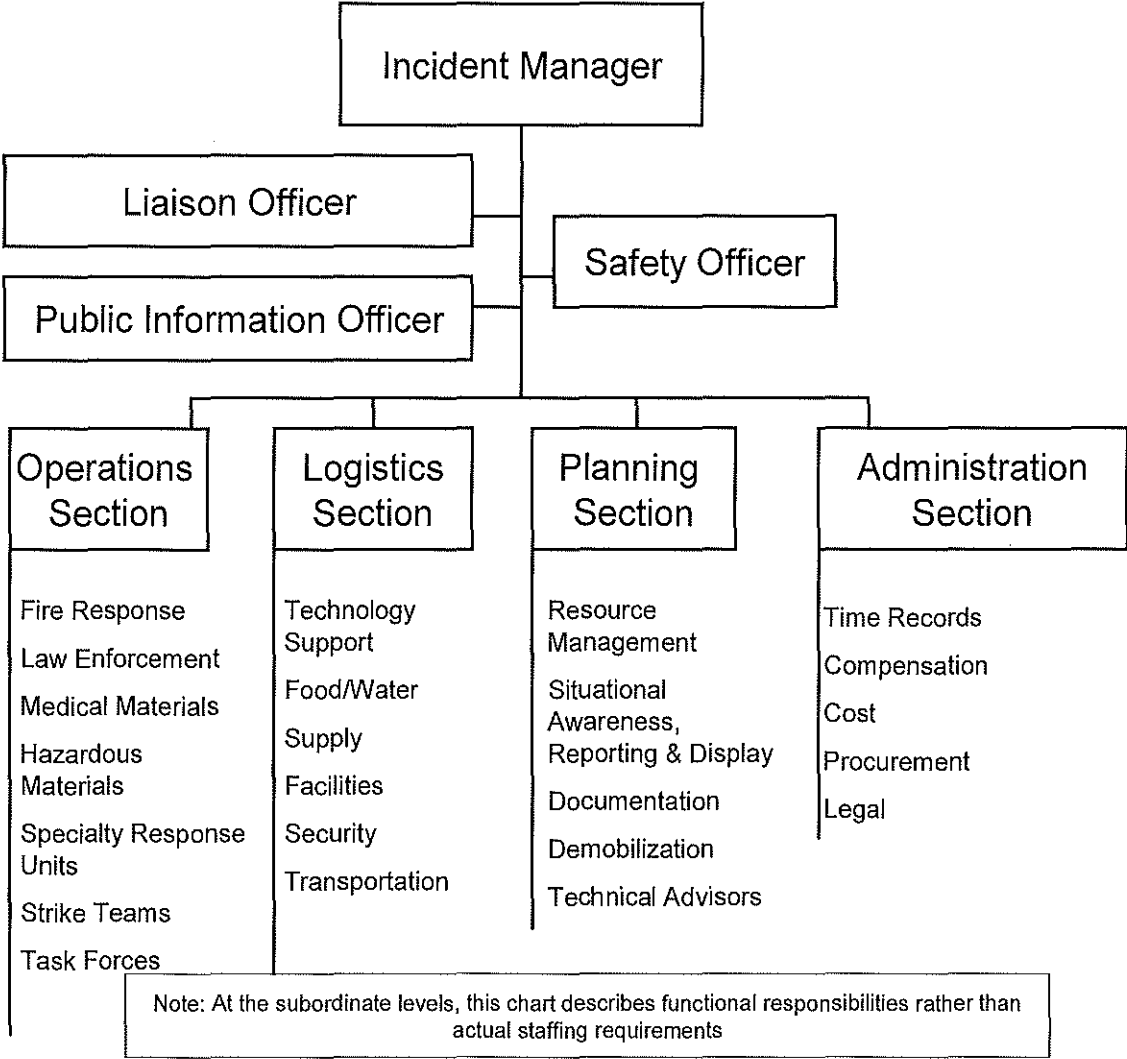 Incident Manager
Liaison Officer
Safety Officer
Public Information Officer
Operations
Section
Logistics
Section
Planning
Section
Administration
Section
Fire Response
Law Enforcement
Medical Materials
Hazardous
Materials
Specialty Response
Units
Strike Teams
Task Forces
Technology
Support
Food/Water
Supply
Facilities
Security
Transportation
Resource
Management
Situational
Awareness,
Reporting & Display
Documentation
Demobilization
Technical Advisors
Time Records
Compensation
Cost
Procurement
Legal
Note: At the subordinate levels, this chart describes functional responsibilities rather than
actual staffing requirements